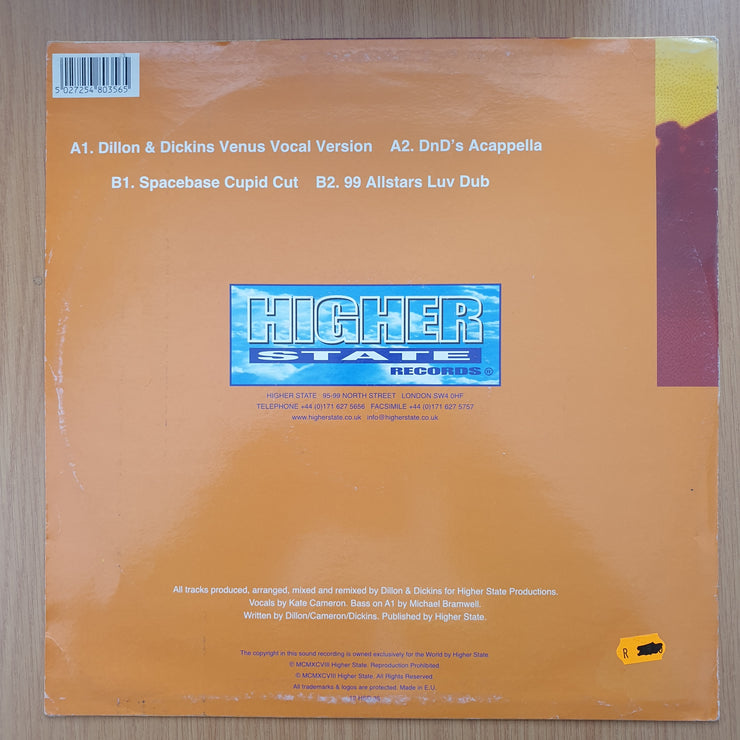 5 027254 803565
A1. Dillon & Dickins Venus Vocal Version A2. DnD's Acappella
B1. Spacebase Cupid Cut B2. 99 Allstars Luv Dub
HIGHER
STATE
RECORDS
HIGHER STATE 95-99 NORTH STREET LONDON SW4 0HF
TELEPHONE +44 (0)171 627 5656 FACSIMILE +44 (0)171 627 5757
www.higherstate.co.uk info@higherstate.co.uk
All tracks produced, arranged, mixed and remixed by Dillon & Dickins for Higher State Productions.
Vocals by Kate Cameron. Bass on A1 by Michael Bramwell.
Written by Dillon/Cameron/Dickins. Published by Higher State.
R
The copyright in this sound recording is owned exclusively for the World by Higher State
© MCMXCVIII Higher State. Reproduction Prohibited
© MCMXCVIII Higher State. All Rights Reserved.
All trademarks & logos are protected. Made in E.U.